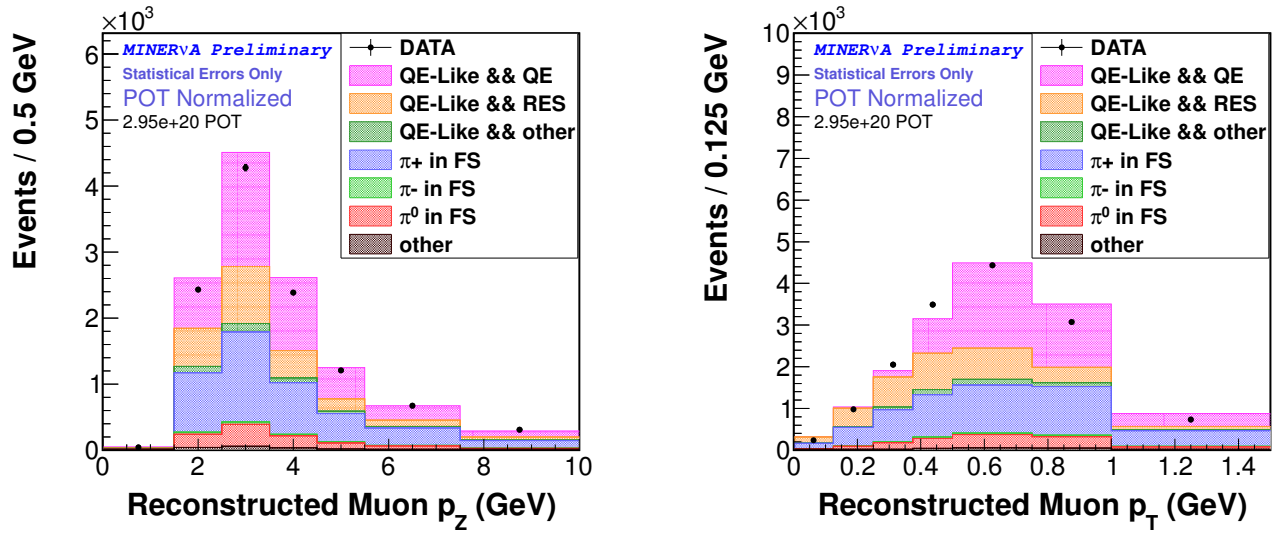 ×10³
Events / 0.5 GeV
6
5
4
3
2
1
0
MINERνA Preliminary
Statistical Errors Only
POT Normalized
2.95e+20 POT
DATA
QE-Like && QE
QE-Like && RES
QE-Like && other
π+ in FS
π- in FS
π⁰ in FS
other
0 2 4 6 8 10
Reconstructed Muon p_Z (GeV)
×10³
Events / 0.125 GeV
10
9
8
7
6
5
4
3
2
1
0
MINERνA Preliminary
Statistical Errors Only
POT Normalized
2.95e+20 POT
DATA
QE-Like && QE
QE-Like && RES
QE-Like && other
π+ in FS
π- in FS
π⁰ in FS
other
0 0.2 0.4 0.6 0.8 1 1.2 1.4
Reconstructed Muon p_T (GeV)